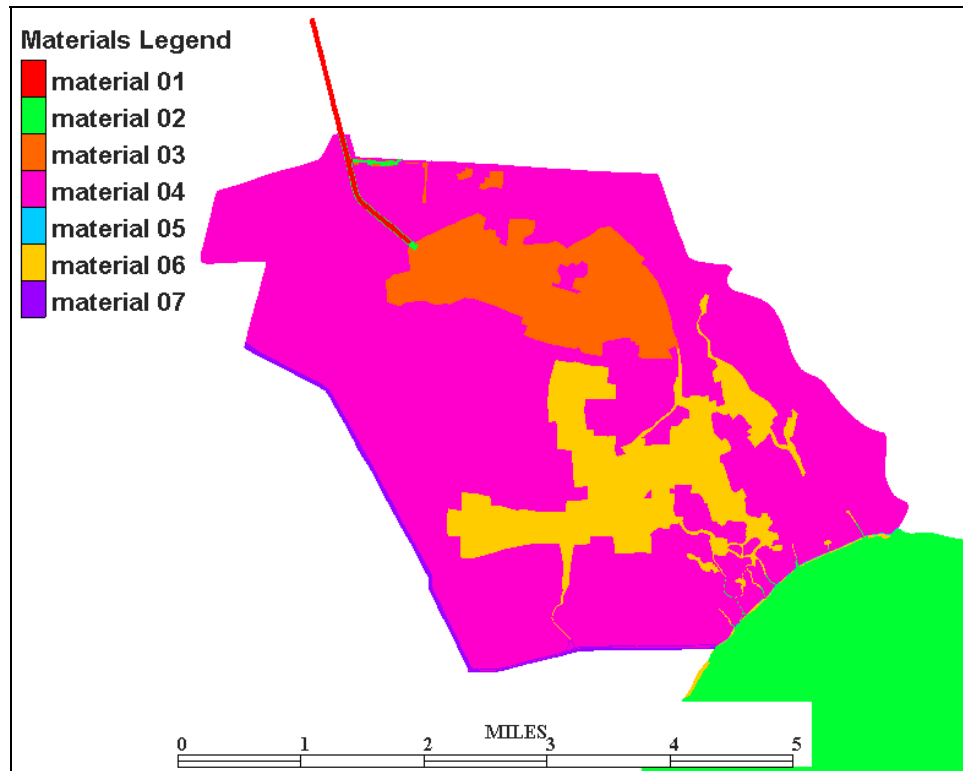 Materials Legend
material 01
material 02
material 03
material 04
material 05
material 06
material 07
MILES
0 1 2 3 4 5